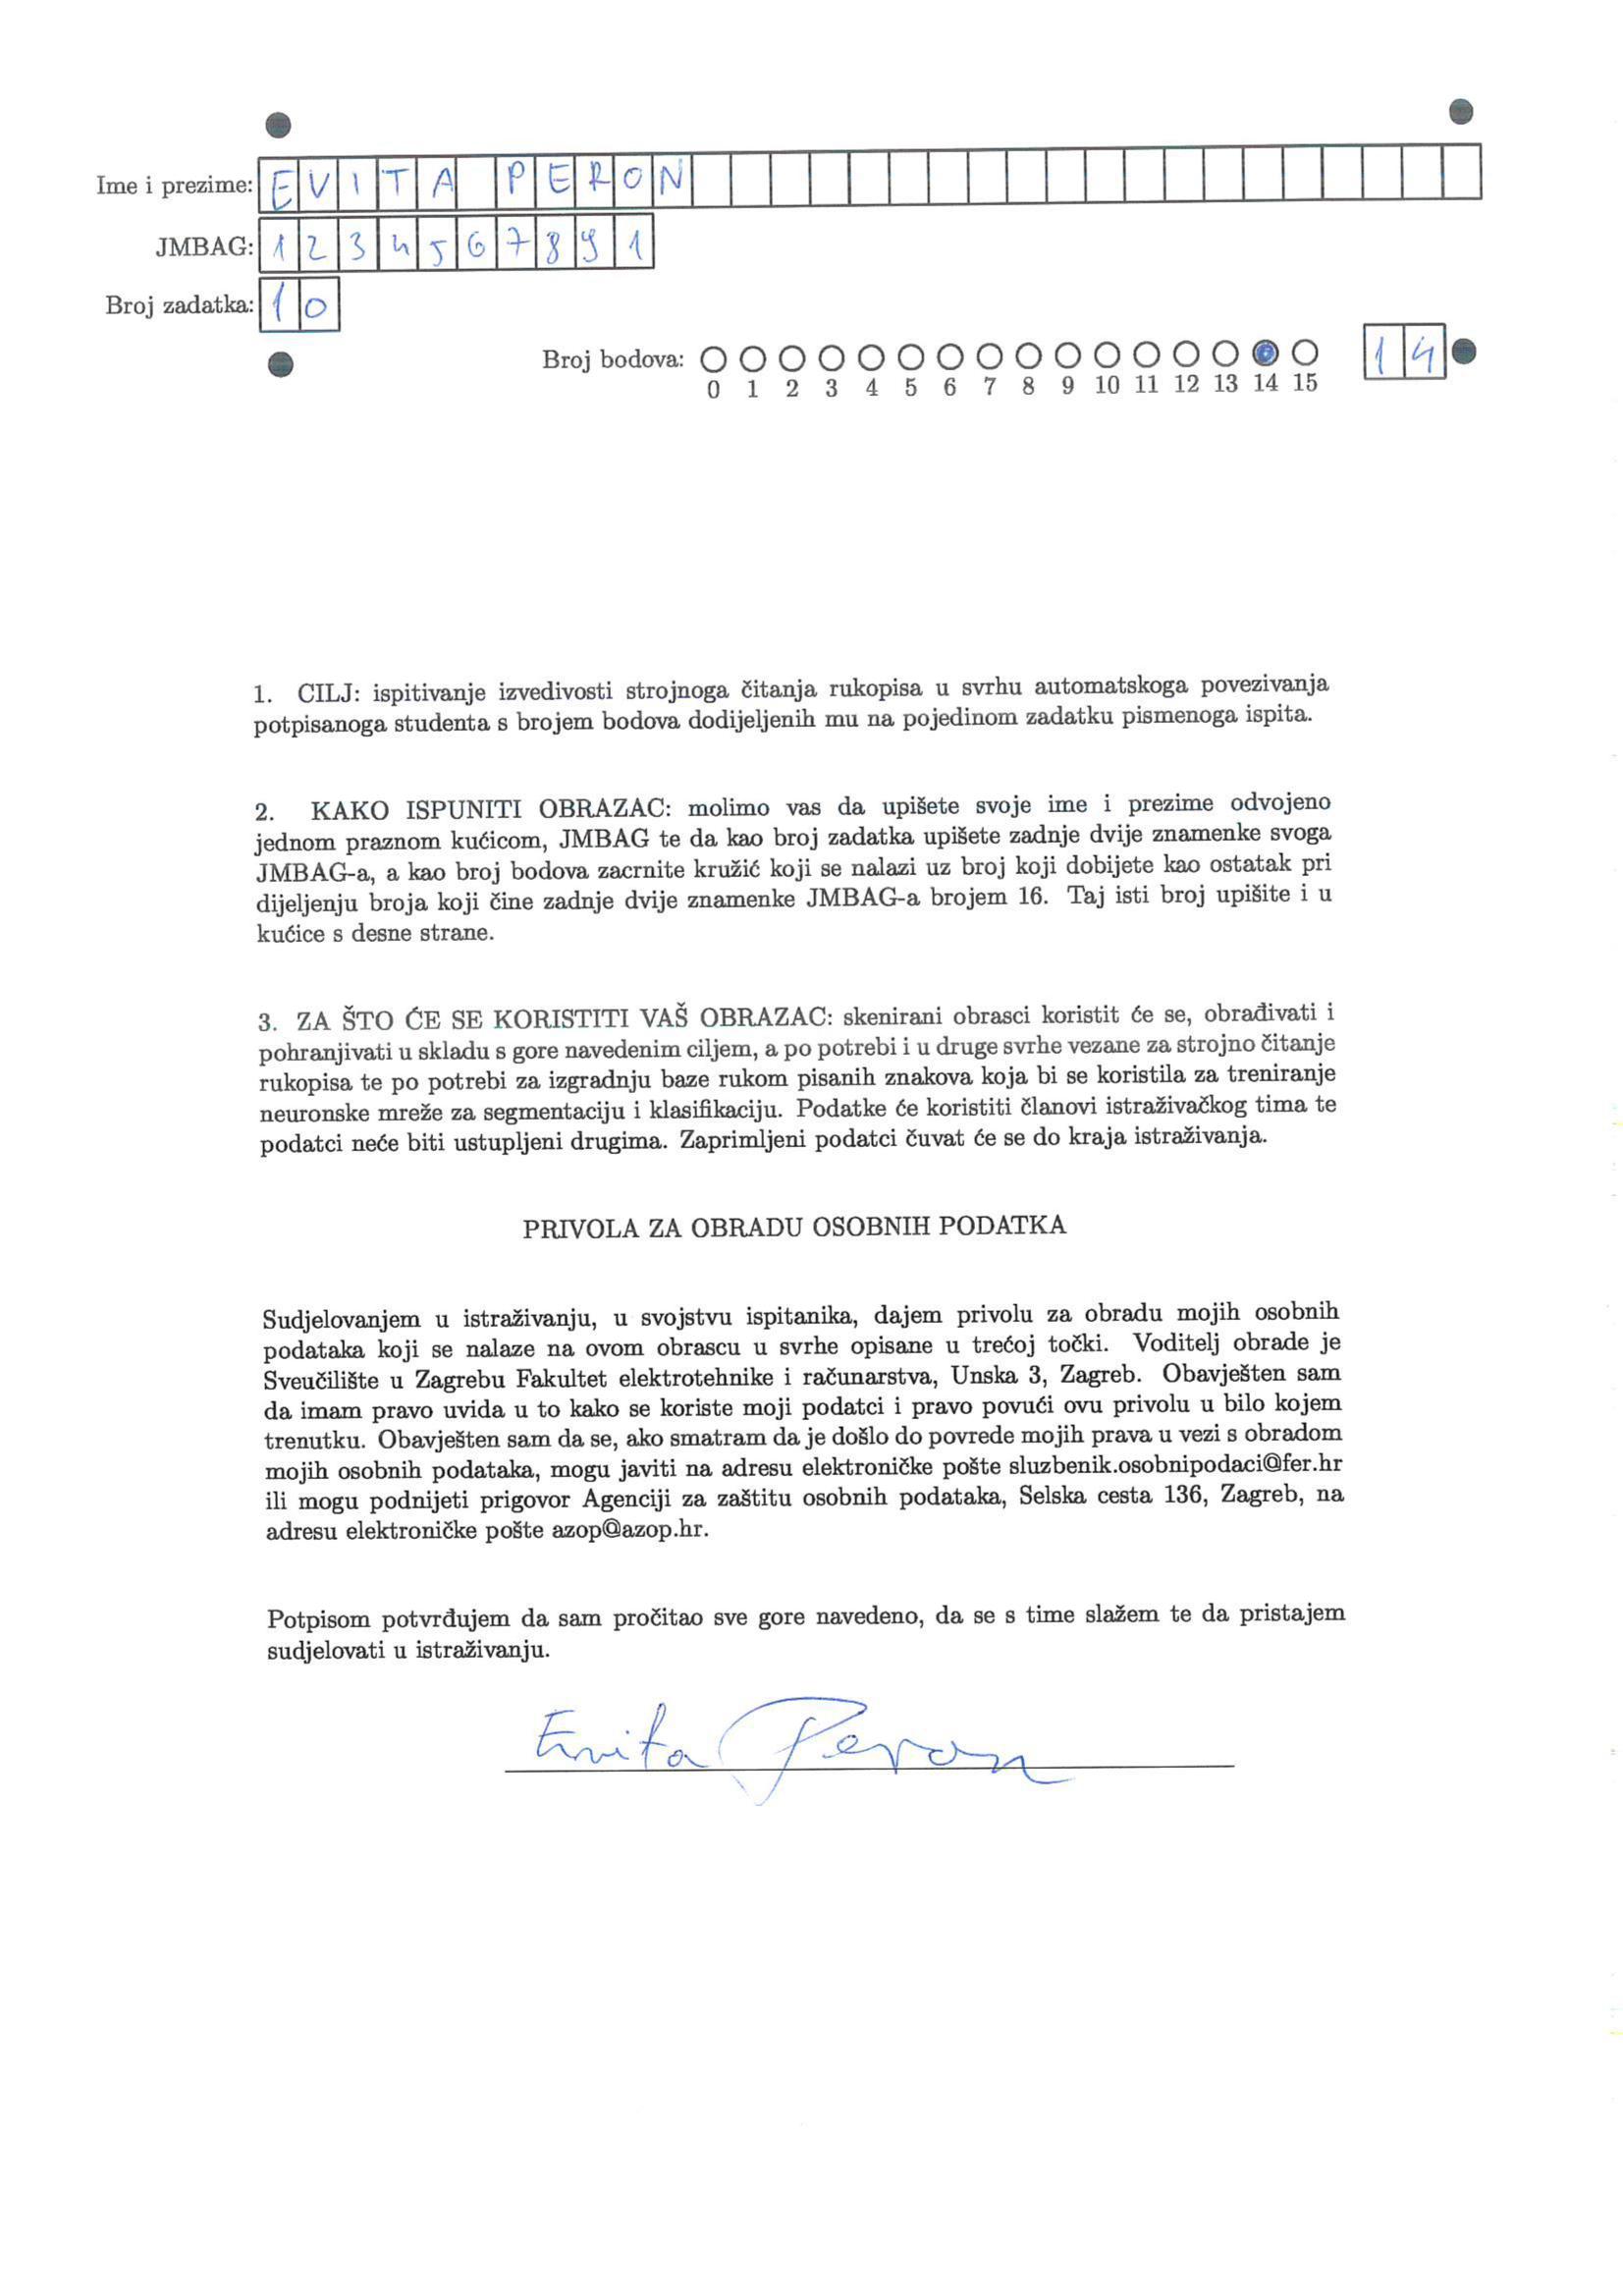 Ime i prezime: EVITA PERON
JMBAG: 1234567891
Broj zadatka: 10
Broj bodova: 14
0 1 2 3 4 5 6 7 8 9 10 11 12 13 14 15
1. CILJ: ispitivanje izvedivosti strojnoga čitanja rukopisa u svrhu automatskoga povezivanja
potpisanoga studenta s brojem bodova dodijeljenih mu na pojedinom zadatku pismenoga ispita.
2. KAKO ISPUNITI OBRAZAC: molimo vas da upišete svoje ime i prezime odvojeno
jednom praznom kućicom, JMBAG te da kao broj zadatka upišete zadnje dvije znamenke svoga
JMBAG-a, a kao broj bodova zacrnite kružić koji se nalazi uz broj koji dobijete kao ostatak pri
dijeljenju broja koji čine zadnje dvije znamenke JMBAG-a brojem 16. Taj isti broj upišite i u
kućice s desne strane.
3. ZA ŠTO ĆE SE KORISTITI VAŠ OBRAZAC: skenirani obrasci koristit će se, obrađivati i
pohranjivati u skladu s gore navedenim ciljem, a po potrebi i u druge svrhe vezane za strojno čitanje
rukopisa te po potrebi za izgradnju baze rukom pisanih znakova koja bi se koristila za treniranje
neuronske mreže za segmentaciju i klasifikaciju. Podatke će koristiti članovi istraživačkog tima te
podatci neće biti ustupljeni drugima. Zaprimljeni podatci čuvat će se do kraja istraživanja.
PRIVOLA ZA OBRADU OSOBNIH PODATKA
Sudjelovanjem u istraživanju, u svojstvu ispitanika, dajem privolu za obradu mojih osobnih
podataka koji se nalaze na ovom obrascu u svrhe opisane u trećoj točki. Voditelj obrade je
Sveučilište u Zagrebu Fakultet elektrotehnike i računarstva, Unska 3, Zagreb. Obavješten sam
da imam pravo uvida u to kako se koriste moji podatci i pravo povući ovu privolu u bilo kojem
trenutku. Obavješten sam da se, ako smatram da je došlo do povrede mojih prava u vezi s obradom
mojih osobnih podataka, mogu javiti na adresu elektroničke pošte sluzbenik.osobnipodaci@fer.hr
ili mogu podnijeti prigovor Agenciji za zaštitu osobnih podataka, Selska cesta 136, Zagreb, na
adresu elektroničke pošte azop@azop.hr.
Potpisom potvrđujem da sam pročitao sve gore navedeno, da se s time slažem te da pristajem
sudjelovati u istraživanju.
Evita Peron